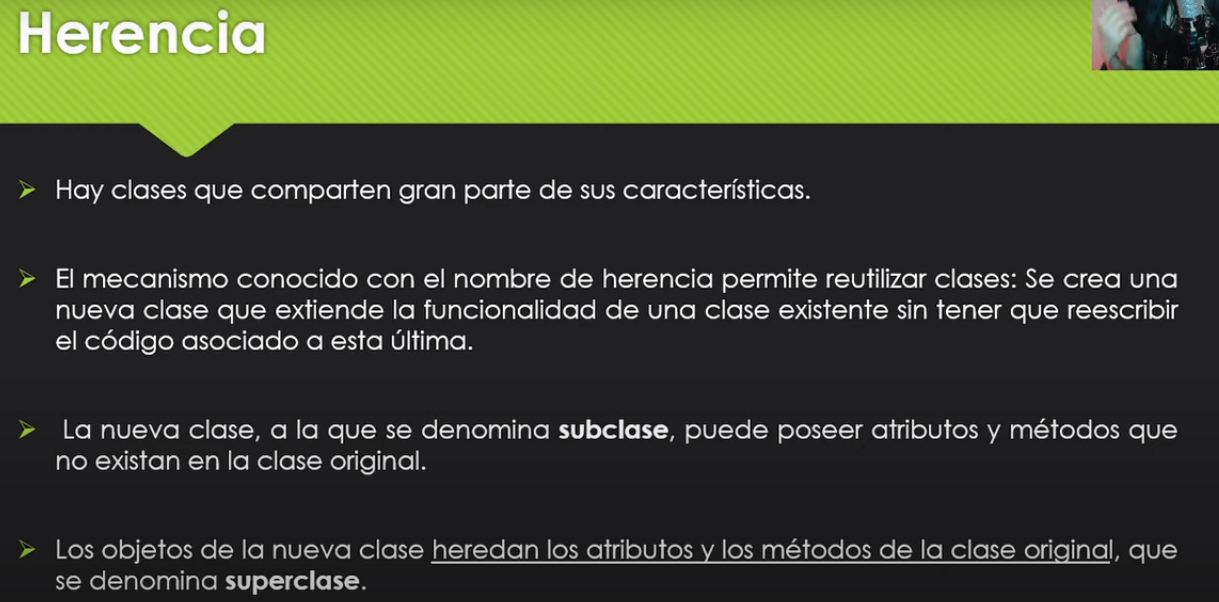 Herencia
Hay clases que comparten gran parte de sus características.
El mecanismo conocido con el nombre de herencia permite reutilizar clases: Se crea una
nueva clase que extiende la funcionalidad de una clase existente sin tener que reescribir
el código asociado a esta última.
La nueva clase, a la que se denomina subclase, puede poseer atributos y métodos que
no existan en la clase original.
Los objetos de la nueva clase heredan los atributos y los métodos de la clase original, que
se denomina superclase.